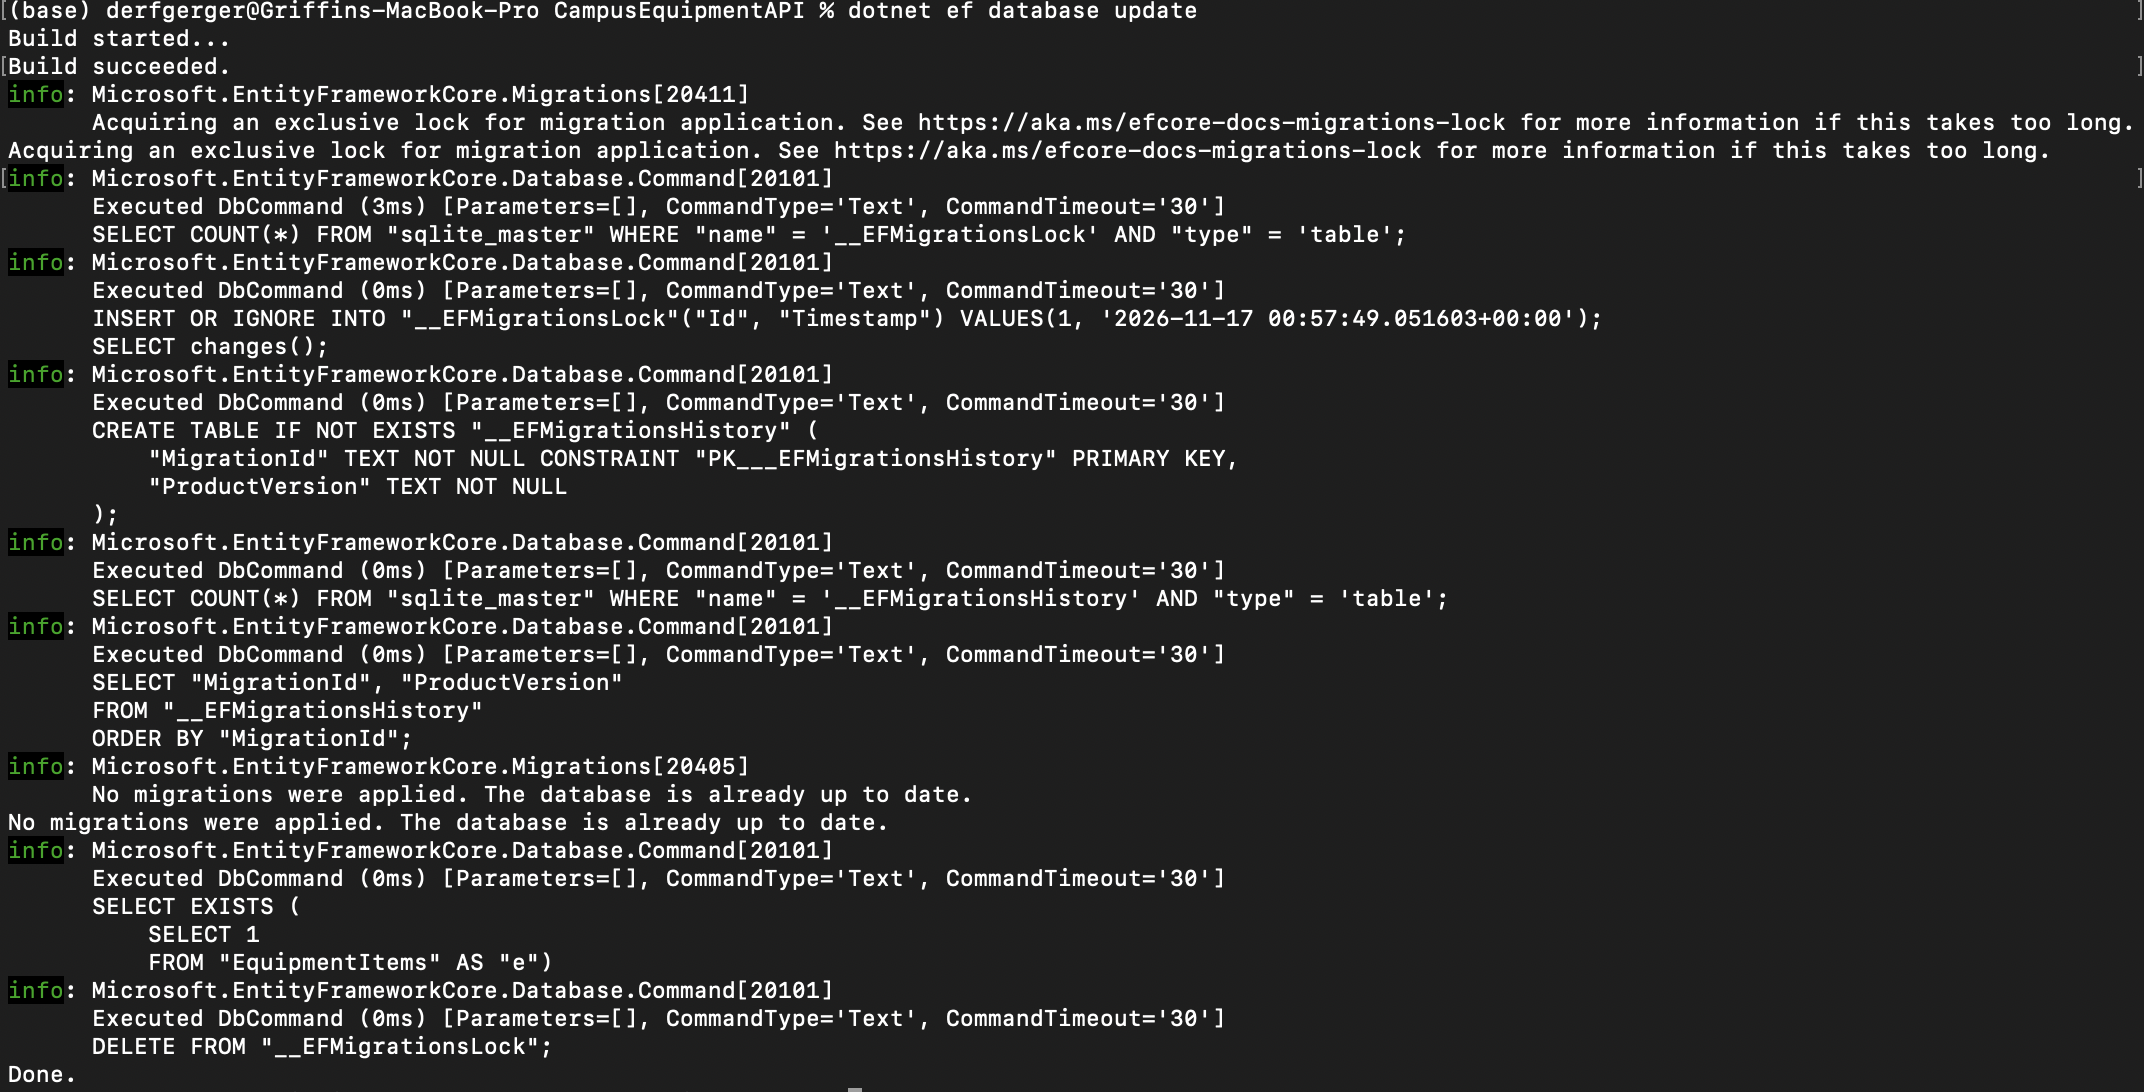 [(base) derfgerger@Griffins-MacBook-Pro CampusEquipmentAPI % dotnet ef database update ]
Build started...
[Build succeeded. ]
info: Microsoft.EntityFrameworkCore.Migrations[20411]
Acquiring an exclusive lock for migration application. See https://aka.ms/efcore-docs-migrations-lock for more information if this takes too long.
Acquiring an exclusive lock for migration application. See https://aka.ms/efcore-docs-migrations-lock for more information if this takes too long.
[info: Microsoft.EntityFrameworkCore.Database.Command[20101] ]
Executed DbCommand (3ms) [Parameters=[], CommandType='Text', CommandTimeout='30']
SELECT COUNT(*) FROM "sqlite_master" WHERE "name" = '__EFMigrationsLock' AND "type" = 'table';
info: Microsoft.EntityFrameworkCore.Database.Command[20101]
Executed DbCommand (0ms) [Parameters=[], CommandType='Text', CommandTimeout='30']
INSERT OR IGNORE INTO "__EFMigrationsLock"("Id", "Timestamp") VALUES(1, '2026-11-17 00:57:49.051603+00:00');
SELECT changes();
info: Microsoft.EntityFrameworkCore.Database.Command[20101]
Executed DbCommand (0ms) [Parameters=[], CommandType='Text', CommandTimeout='30']
CREATE TABLE IF NOT EXISTS "__EFMigrationsHistory" (
"MigrationId" TEXT NOT NULL CONSTRAINT "PK___EFMigrationsHistory" PRIMARY KEY,
"ProductVersion" TEXT NOT NULL
);
info: Microsoft.EntityFrameworkCore.Database.Command[20101]
Executed DbCommand (0ms) [Parameters=[], CommandType='Text', CommandTimeout='30']
SELECT COUNT(*) FROM "sqlite_master" WHERE "name" = '__EFMigrationsHistory' AND "type" = 'table';
info: Microsoft.EntityFrameworkCore.Database.Command[20101]
Executed DbCommand (0ms) [Parameters=[], CommandType='Text', CommandTimeout='30']
SELECT "MigrationId", "ProductVersion"
FROM "__EFMigrationsHistory"
ORDER BY "MigrationId";
info: Microsoft.EntityFrameworkCore.Migrations[20405]
No migrations were applied. The database is already up to date.
No migrations were applied. The database is already up to date.
info: Microsoft.EntityFrameworkCore.Database.Command[20101]
Executed DbCommand (0ms) [Parameters=[], CommandType='Text', CommandTimeout='30']
SELECT EXISTS (
SELECT 1
FROM "EquipmentItems" AS "e")
info: Microsoft.EntityFrameworkCore.Database.Command[20101]
Executed DbCommand (0ms) [Parameters=[], CommandType='Text', CommandTimeout='30']
DELETE FROM "__EFMigrationsLock";
Done.